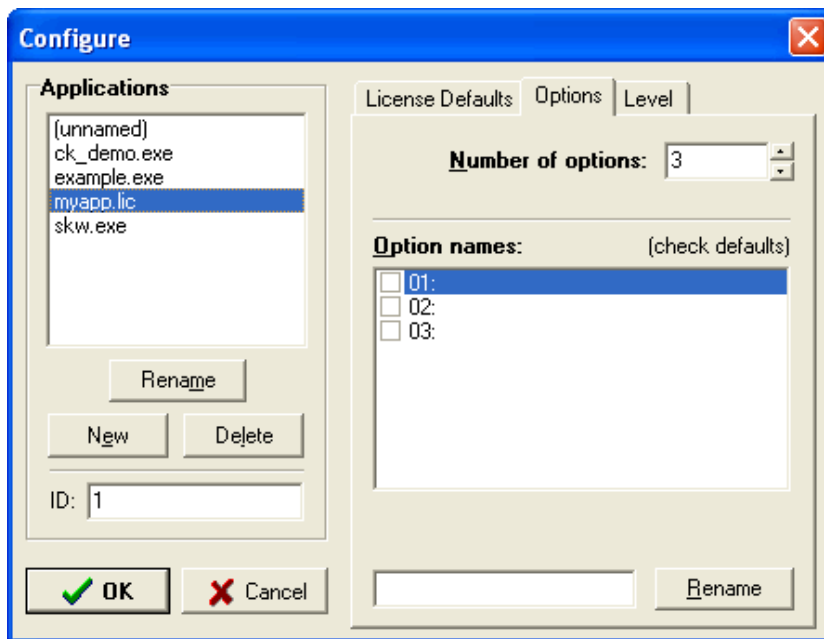 Configure
Applications
(unnamed)
ck_demo.exe
example.exe
myapp.lic
skw.exe
Rename
New Delete
ID: 1
OK Cancel
License Defaults Options Level
Number of options: 3
Option names: (check defaults)
01:
02:
03:
Rename